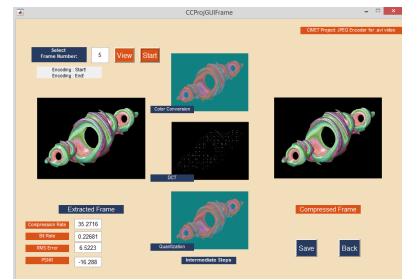 CCProjGUIFrame
CIMET Project: JPEG Encoder for .avi video
Select
Frame Number:
5
View
Start
Encoding : Start
Encoding : End!
Color Conversion
DCT
Quantization
Intermediate Steps
Extracted Frame
Compressed Frame
Compression Rate
35.2716
Bit Rate
0.22681
RMS Error
6.5223
PSNR
-16.288
Save
Back